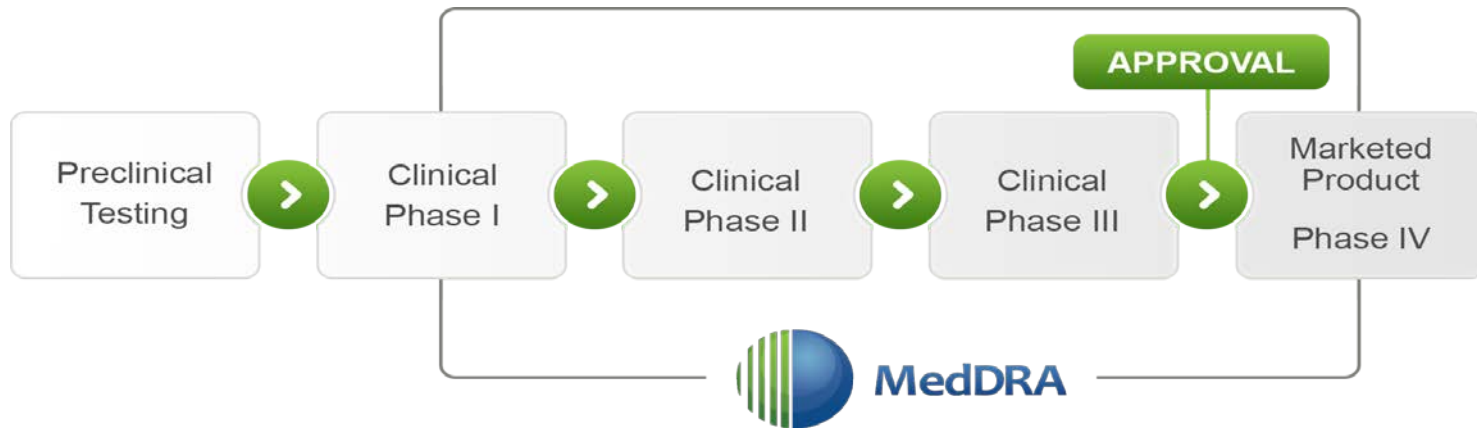 APPROVAL
Preclinical
Testing
Clinical
Phase I
Clinical
Phase II
Clinical
Phase III
Marketed
Product
Phase IV
MedDRA